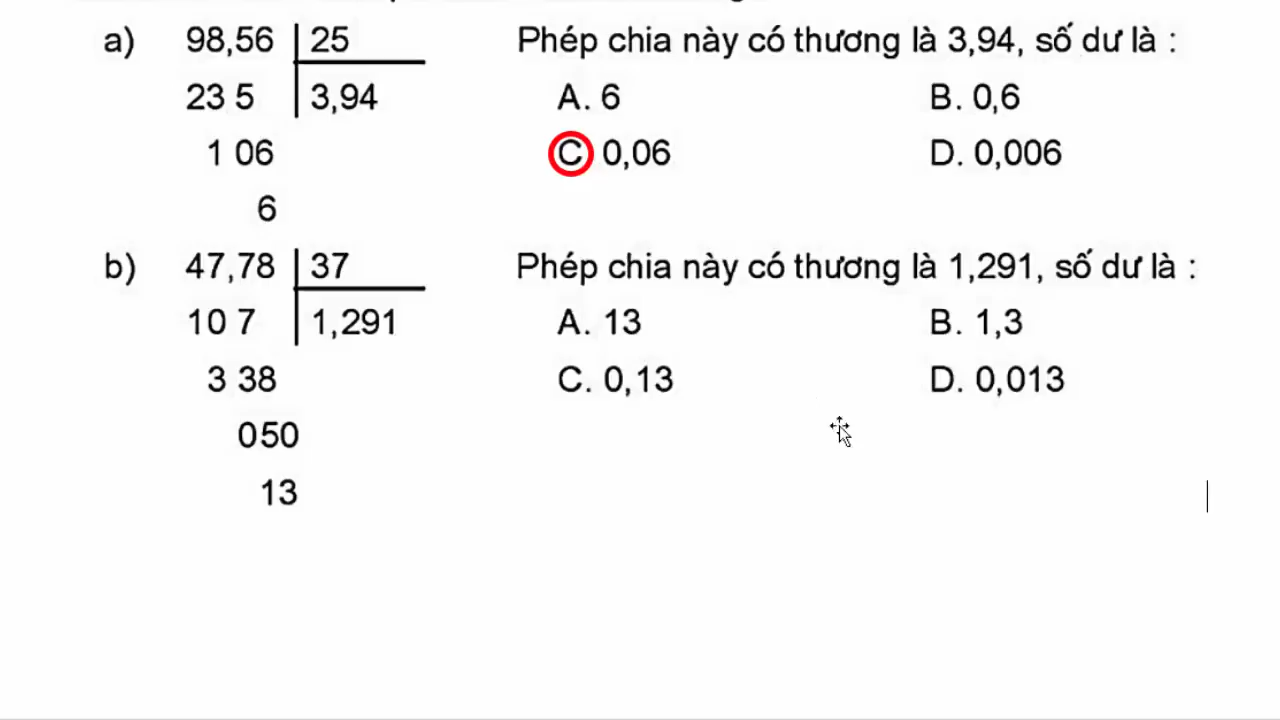 a) 98,56 25 Phép chia này có thương là 3,94, số dư là :
23 5 3,94 A. 6 B. 0,6
1 06 C 0,06 D. 0,006
6
b) 47,78 37 Phép chia này có thương là 1,291, số dư là :
10 7 1,291 A. 13 B. 1,3
3 38 C. 0,13 D. 0,013
050
13